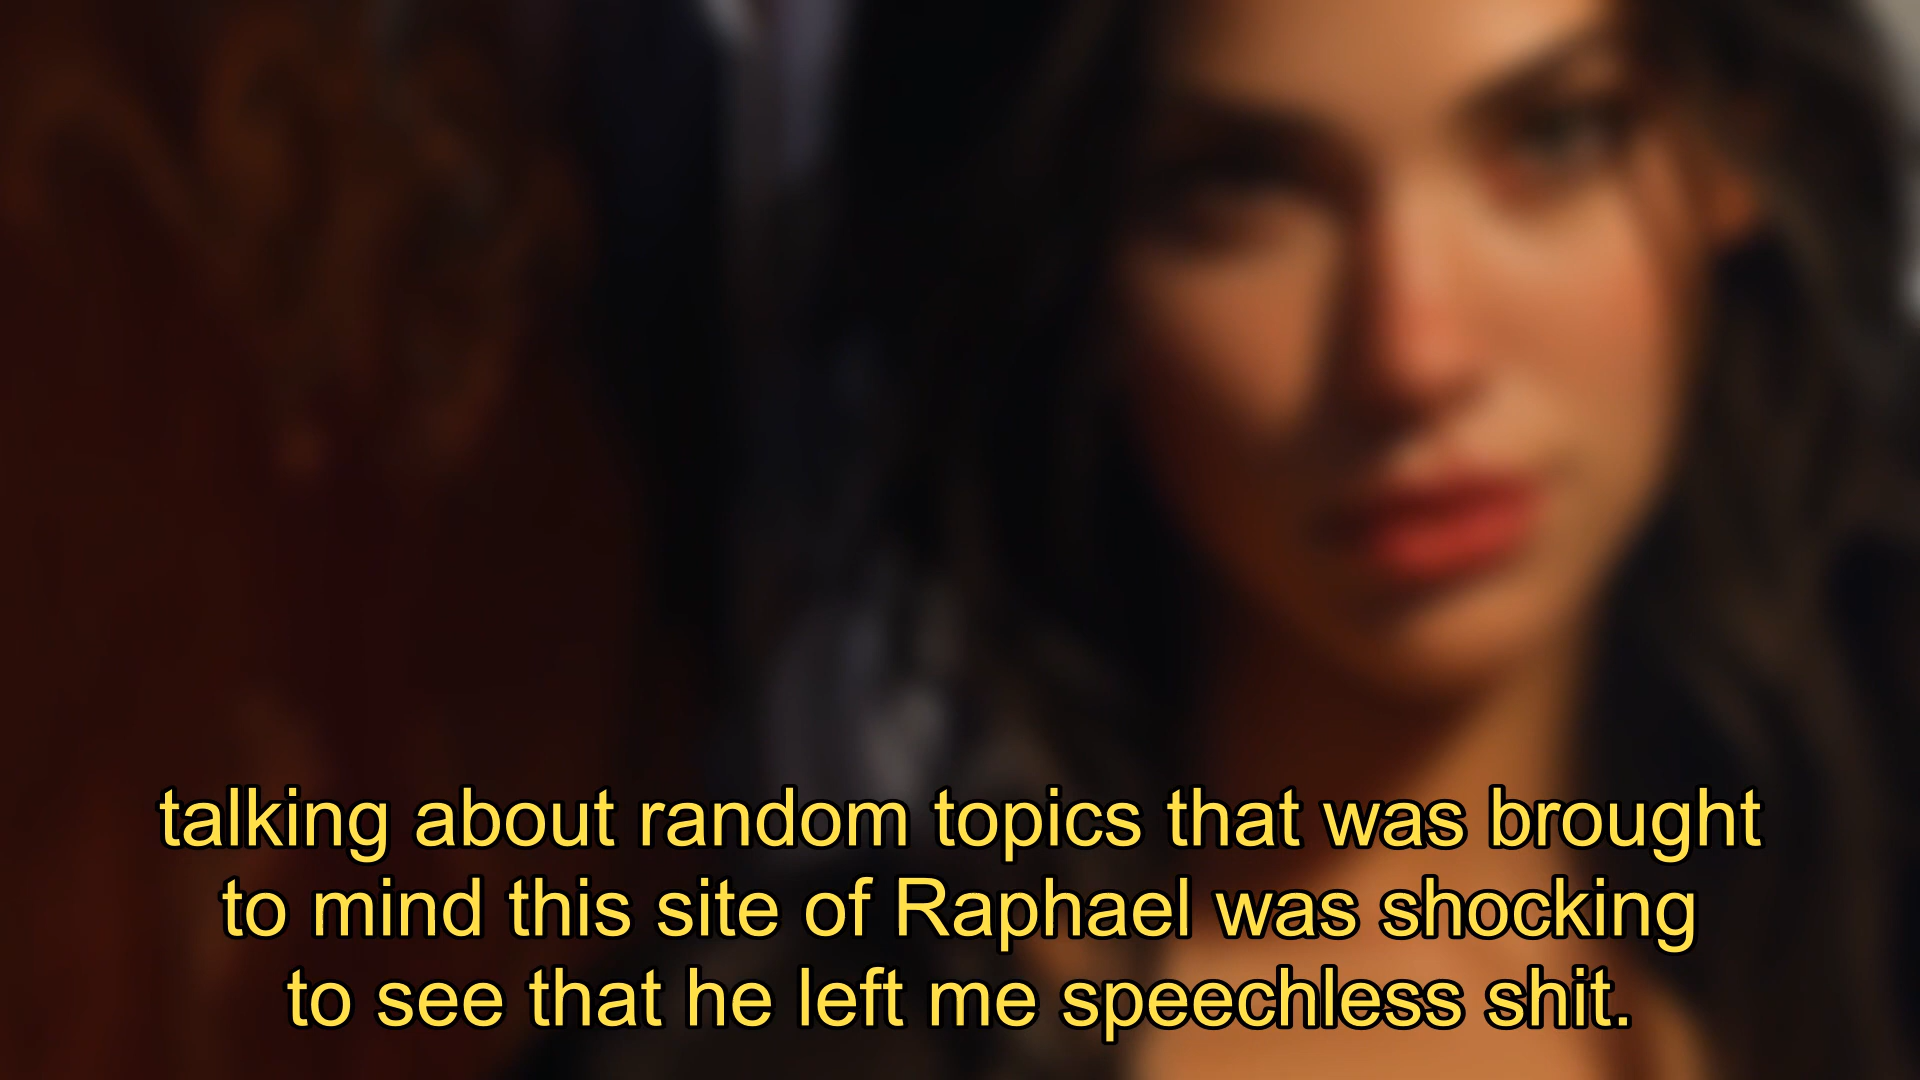 talking about random topics that was brought
to mind this site of Raphael was shocking
to see that he left me speechless shit.